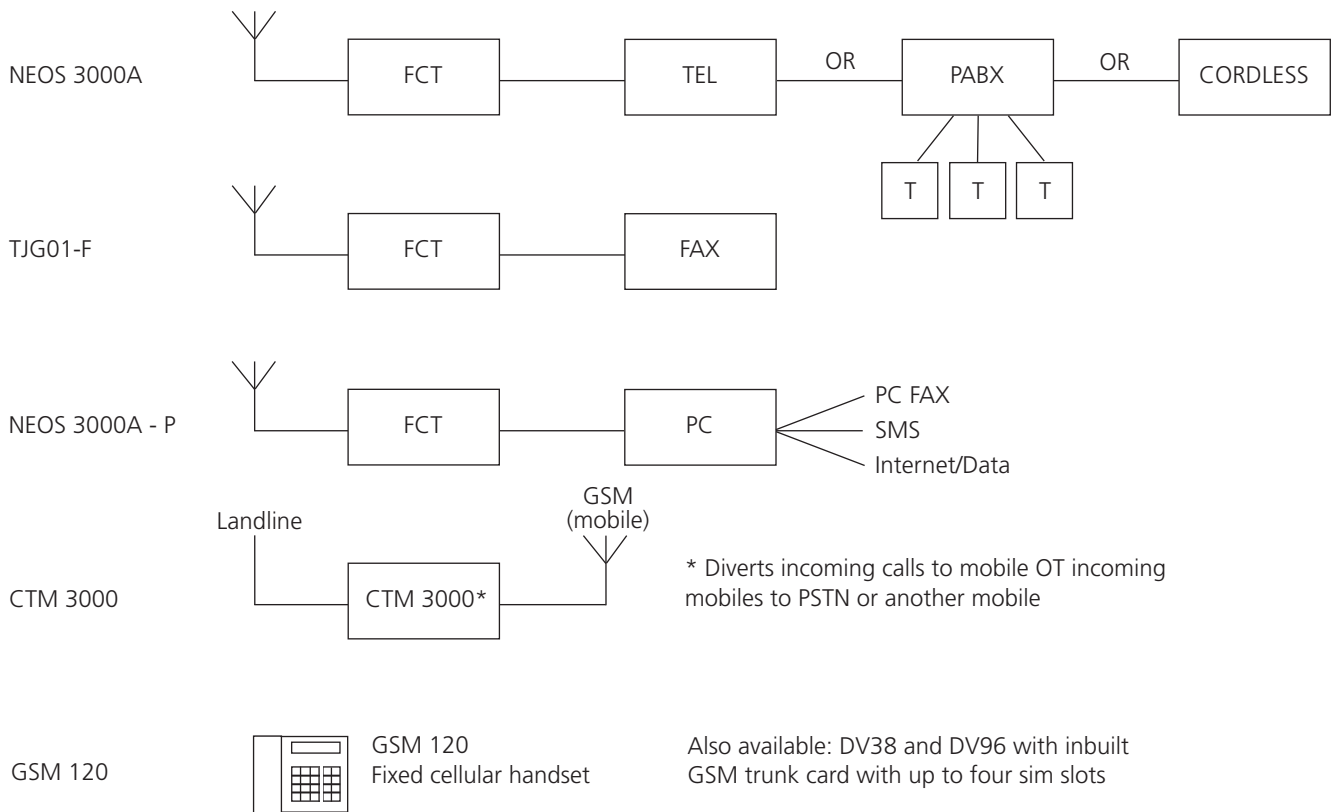 NEOS 3000A
FCT
TEL
OR
PABX
OR
CORDLESS
T
T
T
TJG01-F
FCT
FAX
NEOS 3000A - P
FCT
PC
PC FAX
SMS
Internet/Data
Landline
GSM
(mobile)
CTM 3000
CTM 3000*
* Diverts incoming calls to mobile OT incoming
mobiles to PSTN or another mobile
GSM 120
GSM 120
Fixed cellular handset
Also available: DV38 and DV96 with inbuilt
GSM trunk card with up to four sim slots